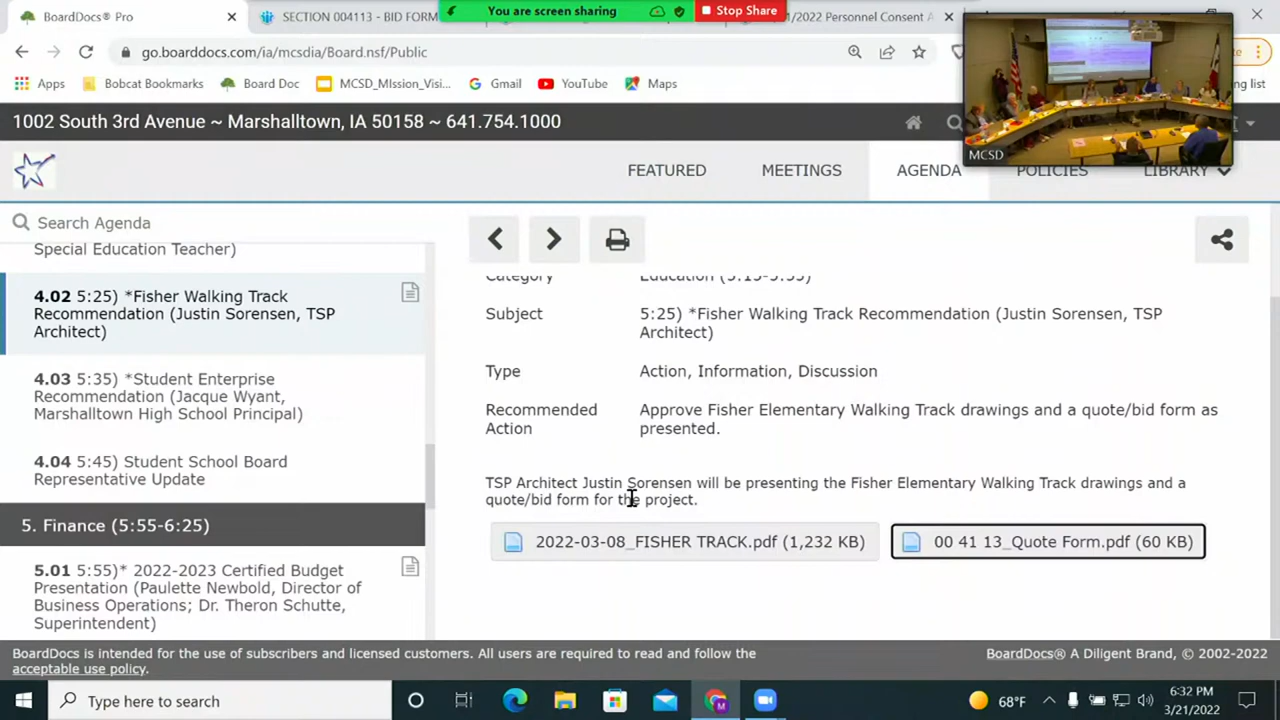 BoardDocs® Pro
SECTION 004113 - BID FORM
You are screen sharing
Stop Share
/2022 Personnel Consent A
go.boarddocs.com/ia/mcsdia/Board.nsf/Public
Apps
Bobcat Bookmarks
Board Doc
MCSD_MIssion_Visi...
Gmail
YouTube
Maps
MCSD
1002 South 3rd Avenue ~ Marshalltown, IA 50158 ~ 641.754.1000
FEATURED
MEETINGS
AGENDA
POLICIES
LIBRARY
Search Agenda
Special Education Teacher)
4.02 5:25) *Fisher Walking Track
Recommendation (Justin Sorensen, TSP
Architect)
4.03 5:35) *Student Enterprise
Recommendation (Jacque Wyant,
Marshalltown High School Principal)
4.04 5:45) Student School Board
Representative Update
5. Finance (5:55-6:25)
5.01 5:55)* 2022-2023 Certified Budget
Presentation (Paulette Newbold, Director of
Business Operations; Dr. Theron Schutte,
Superintendent)
Category
Education (5:15-5:55)
Subject
5:25) *Fisher Walking Track Recommendation (Justin Sorensen, TSP
Architect)
Type
Action, Information, Discussion
Recommended
Action
Approve Fisher Elementary Walking Track drawings and a quote/bid form as
presented.
TSP Architect Justin Sorensen will be presenting the Fisher Elementary Walking Track drawings and a
quote/bid form for the project.
2022-03-08_FISHER TRACK.pdf (1,232 KB)
00 41 13_Quote Form.pdf (60 KB)
BoardDocs is intended for the use of subscribers and licensed customers. All users are required to read and follow the
acceptable use policy.
BoardDocs® A Diligent Brand, © 2002-2022
Type here to search
68°F
6:32 PM
3/21/2022